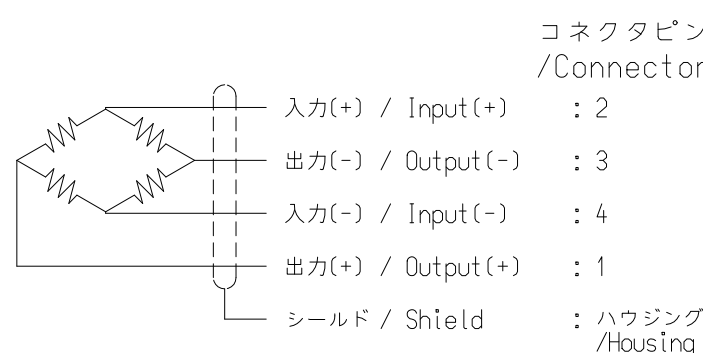 コネクタピン
/Connector
入力(+) / Input(+) : 2
出力(-) / Output(-) : 3
入力(-) / Input(-) : 4
出力(+) / Output(+) : 1
シールド / Shield : ハウジング
/Housing